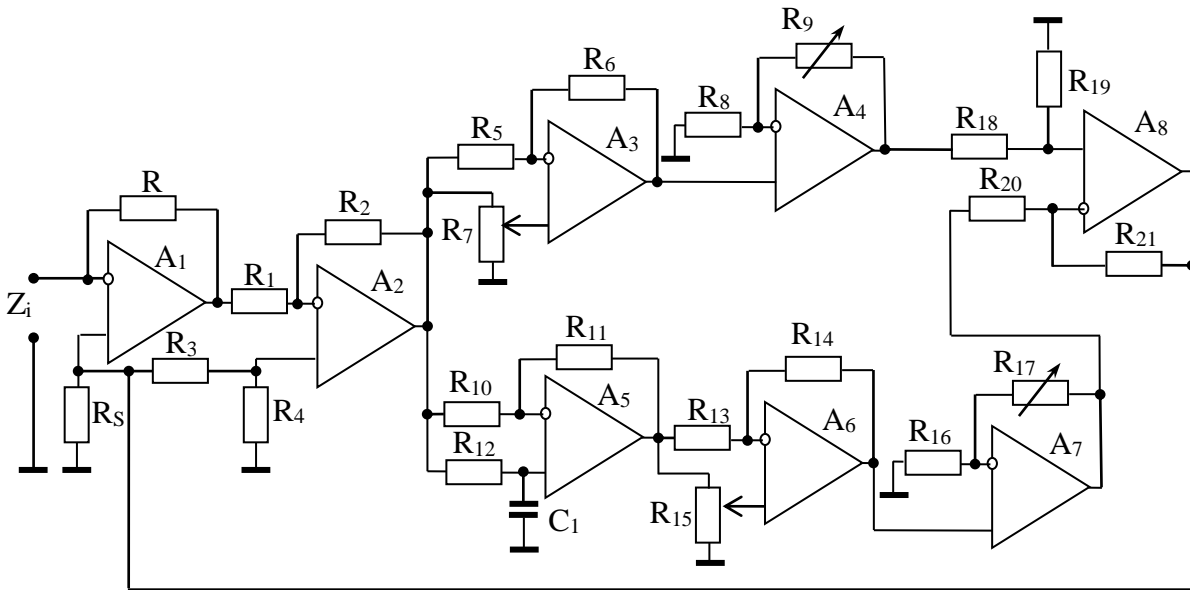 R₉
R₆
R₈
A₄
R₁₉
R₅
A₃
R₁₈
A₈
R
R₂
R₂₀
R₇
A₁
R₁
A₂
R₂₁
Zᵢ
R₃
R₁₁
R₁₄
R₁₇
R_S
R₄
R₁₀
A₅
R₁₃
A₆
R₁₂
R₁₆
A₇
C₁
R₁₅